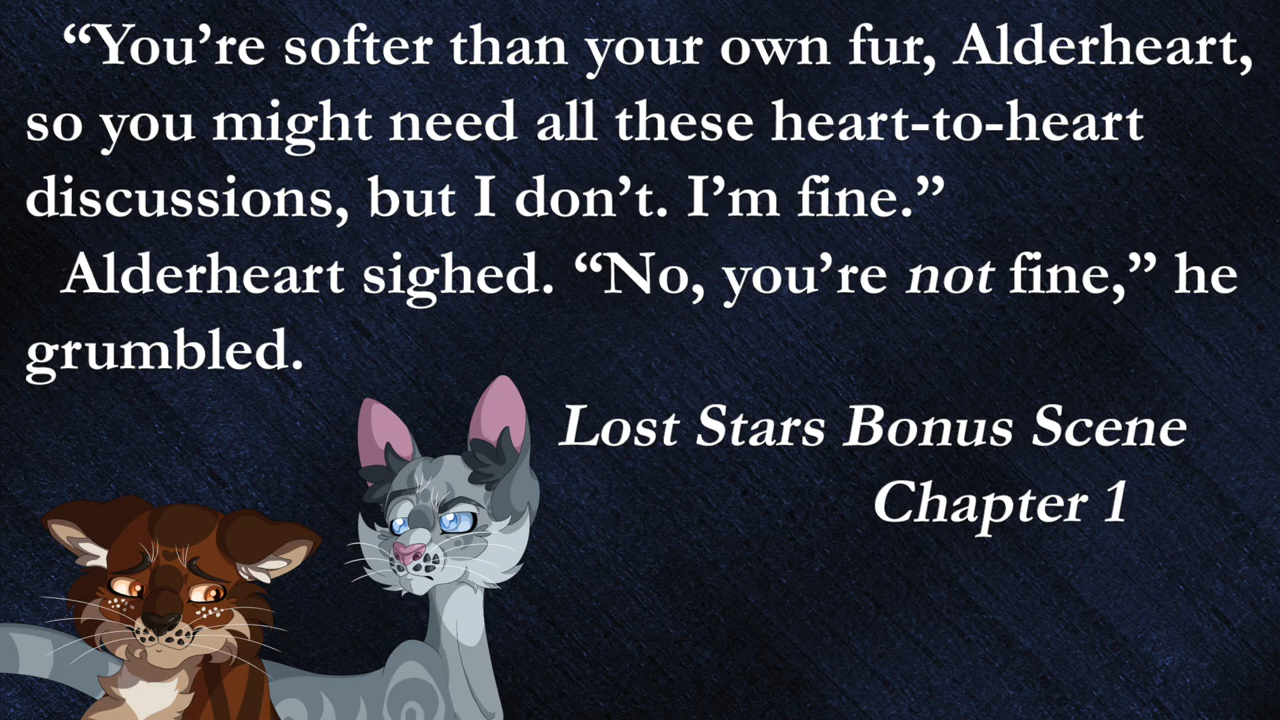 “You’re softer than your own fur, Alderheart,
so you might need all these heart-to-heart
discussions, but I don’t. I’m fine.”
Alderheart sighed. “No, you’re not fine,” he
grumbled.
Lost Stars Bonus Scene
Chapter 1